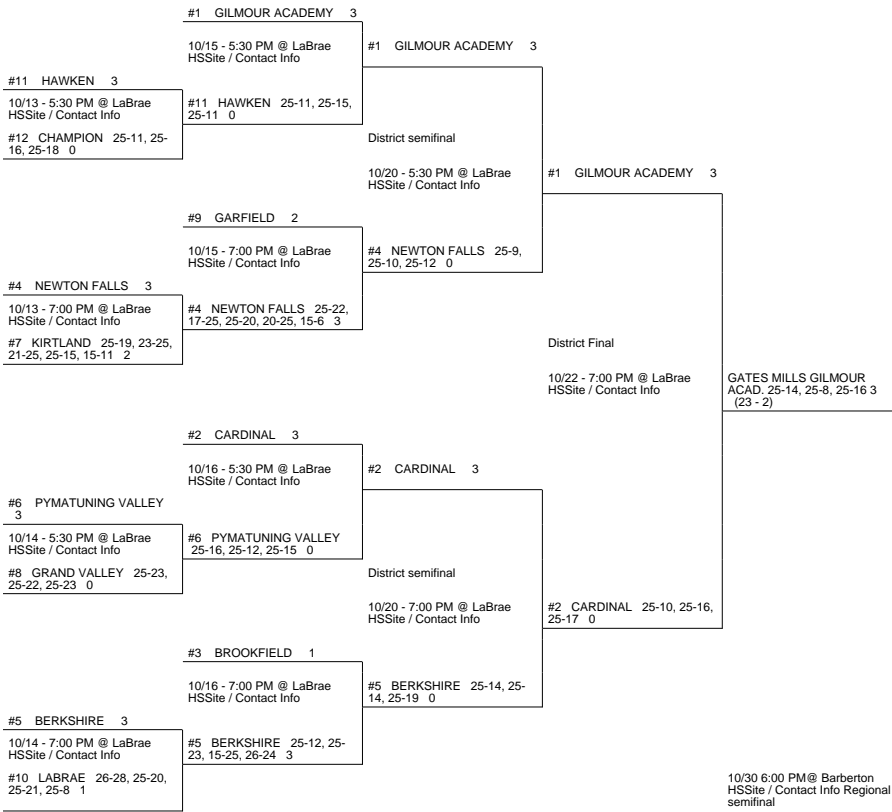 #1 GILMOUR ACADEMY 3
10/15 - 5:30 PM @ LaBrae
HSSite / Contact Info
#1 GILMOUR ACADEMY 3
#11 HAWKEN 3
10/13 - 5:30 PM @ LaBrae
HSSite / Contact Info
#11 HAWKEN 25-11, 25-15,
25-11 0
#12 CHAMPION 25-11, 25-
16, 25-18 0
District semifinal
10/20 - 5:30 PM @ LaBrae
HSSite / Contact Info
#1 GILMOUR ACADEMY 3
#9 GARFIELD 2
10/15 - 7:00 PM @ LaBrae
HSSite / Contact Info
#4 NEWTON FALLS 25-9,
25-10, 25-12 0
#4 NEWTON FALLS 3
10/13 - 7:00 PM @ LaBrae
HSSite / Contact Info
#4 NEWTON FALLS 25-22,
17-25, 25-20, 20-25, 15-6 3
#7 KIRTLAND 25-19, 23-25,
21-25, 25-15, 15-11 2
District Final
10/22 - 7:00 PM @ LaBrae
HSSite / Contact Info
GATES MILLS GILMOUR
ACAD. 25-14, 25-8, 25-16 3
(23 - 2)
#2 CARDINAL 3
10/16 - 5:30 PM @ LaBrae
HSSite / Contact Info
#2 CARDINAL 3
#6 PYMATUNING VALLEY
3
10/14 - 5:30 PM @ LaBrae
HSSite / Contact Info
#6 PYMATUNING VALLEY
25-16, 25-12, 25-15 0
#8 GRAND VALLEY 25-23,
25-22, 25-23 0
District semifinal
10/20 - 7:00 PM @ LaBrae
HSSite / Contact Info
#2 CARDINAL 25-10, 25-16,
25-17 0
#3 BROOKFIELD 1
10/16 - 7:00 PM @ LaBrae
HSSite / Contact Info
#5 BERKSHIRE 25-14, 25-
14, 25-19 0
#5 BERKSHIRE 3
10/14 - 7:00 PM @ LaBrae
HSSite / Contact Info
#5 BERKSHIRE 25-12, 25-
23, 15-25, 26-24 3
#10 LABRAE 26-28, 25-20,
25-21, 25-8 1
10/30 6:00 PM@ Barberton
HSSite / Contact Info Regional
semifinal